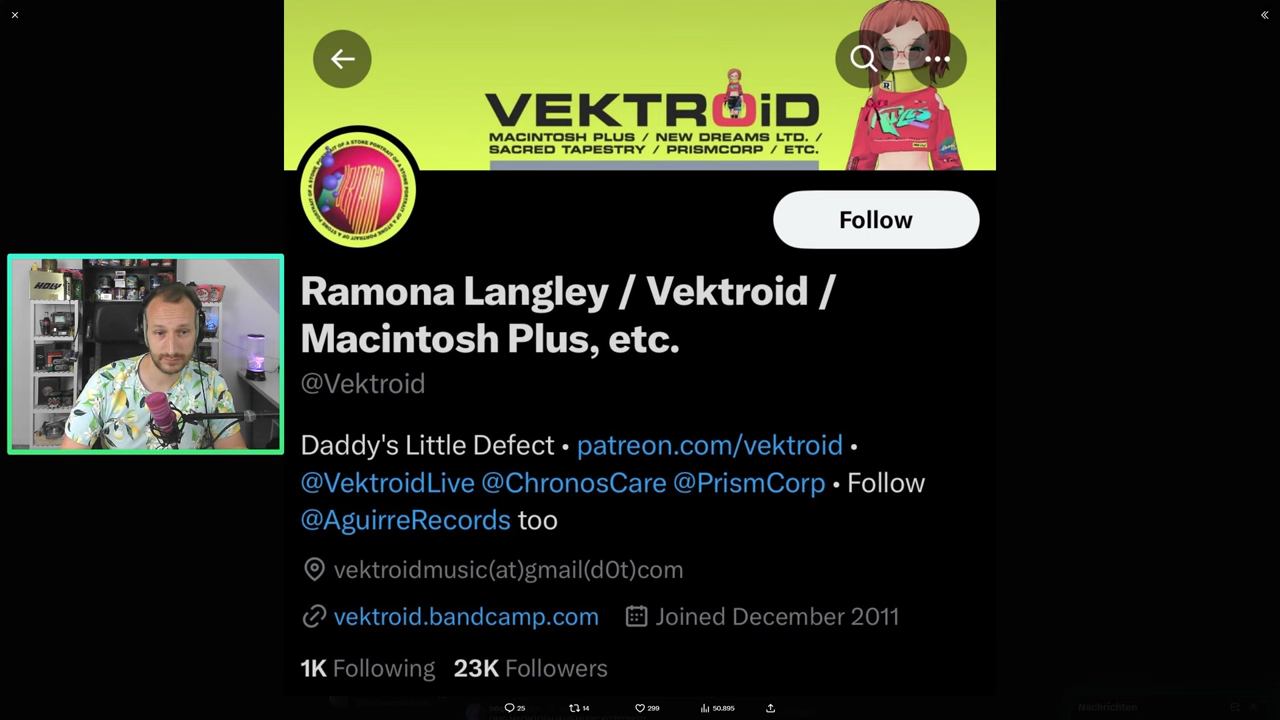 VEKTROiD
MACINTOSH PLUS / NEW DREAMS LTD. /
SACRED TAPESTRY / PRISMCORP / ETC.
Follow
HOLY
Ramona Langley / Vektroid /
Macintosh Plus, etc.
@Vektroid
Daddy's Little Defect • patreon.com/vektroid •
@VektroidLive @ChronosCare @PrismCorp • Follow
@AguirreRecords too
vektroidmusic(at)gmail(d0t)com
vektroid.bandcamp.com Joined December 2011
1K Following 23K Followers
25 14 299 50.895
Nachrichten